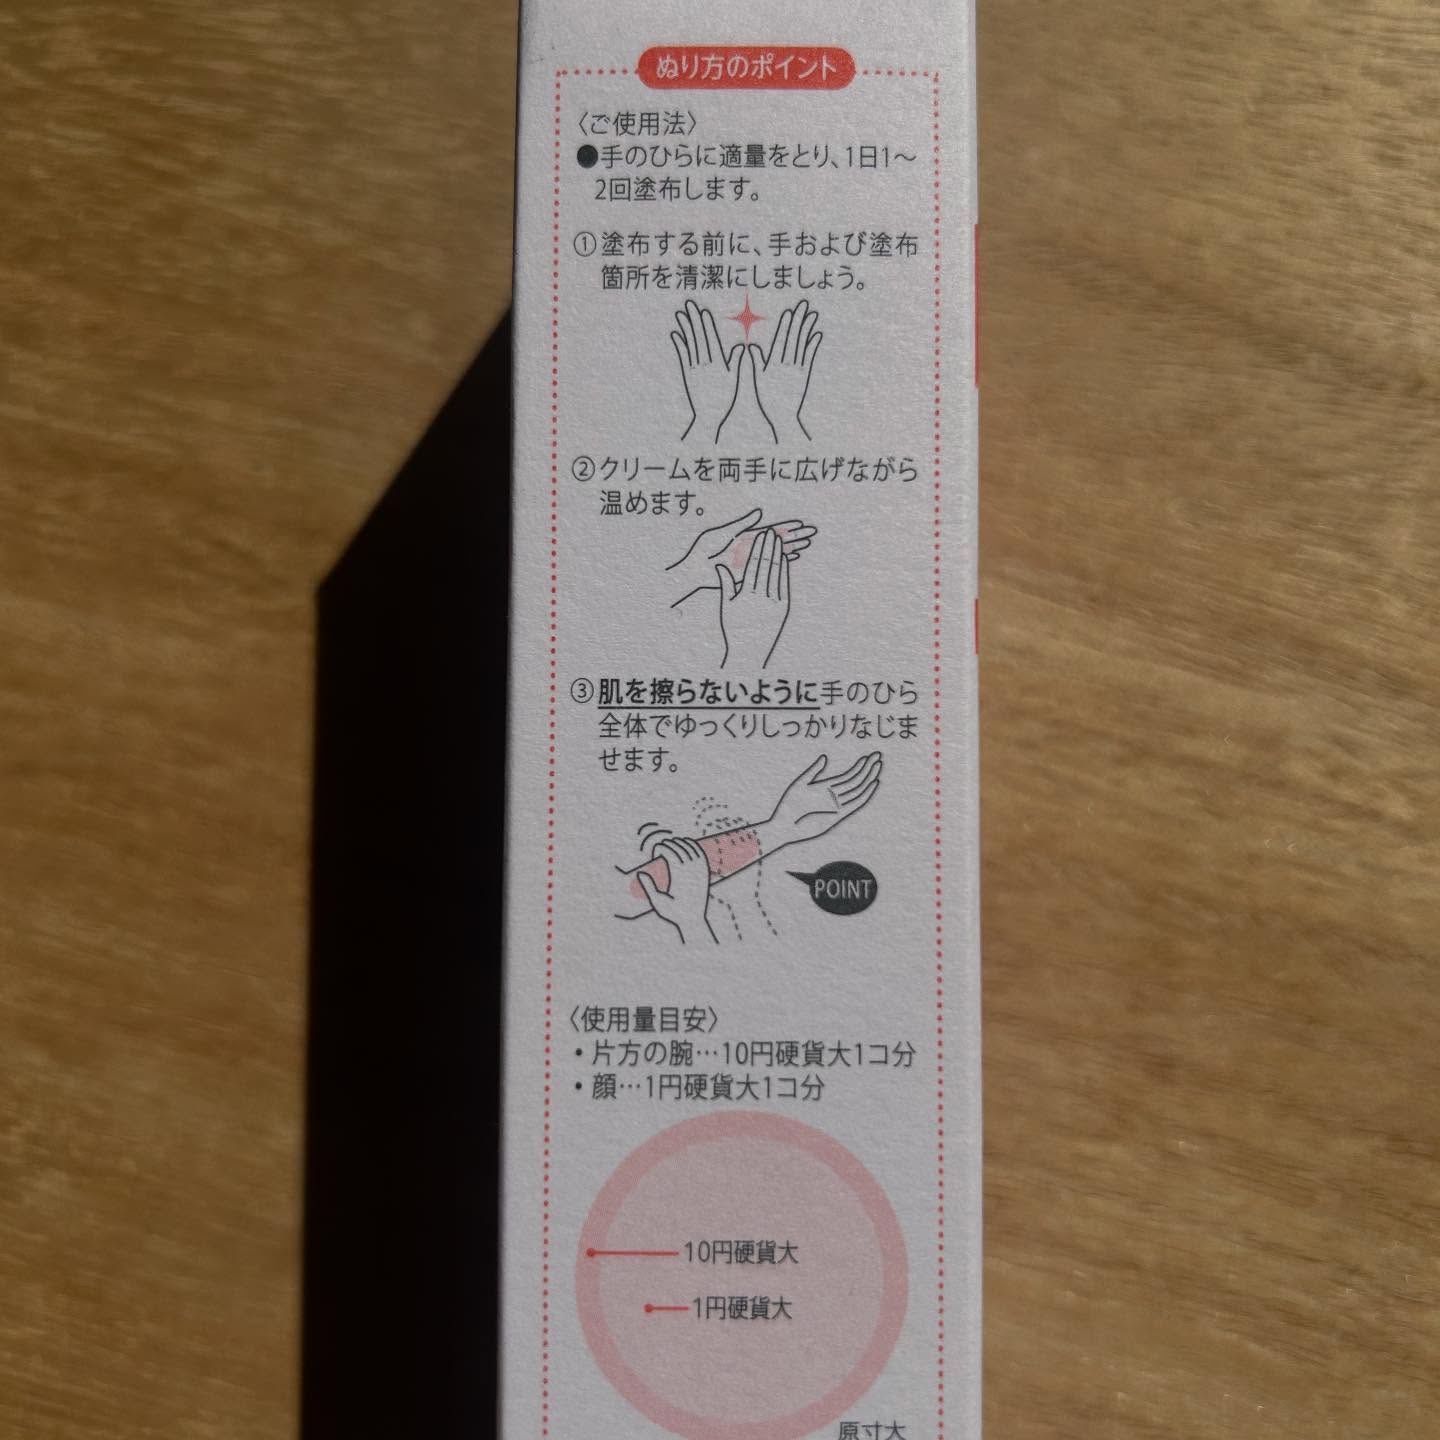 ぬり方のポイント
〈ご使用法〉
●手のひらに適量をとり、1日1～
2回塗布します。
①塗布する前に、手および塗布
箇所を清潔にしましょう。
②クリームを両手に広げながら
温めます。
③肌を擦らないように手のひら
全体でゆっくりしっかりなじま
せます。
POINT
〈使用量目安〉
・片方の腕…10円硬貨大1コ分
・顔…1円硬貨大1コ分
10円硬貨大
1円硬貨大
原寸大